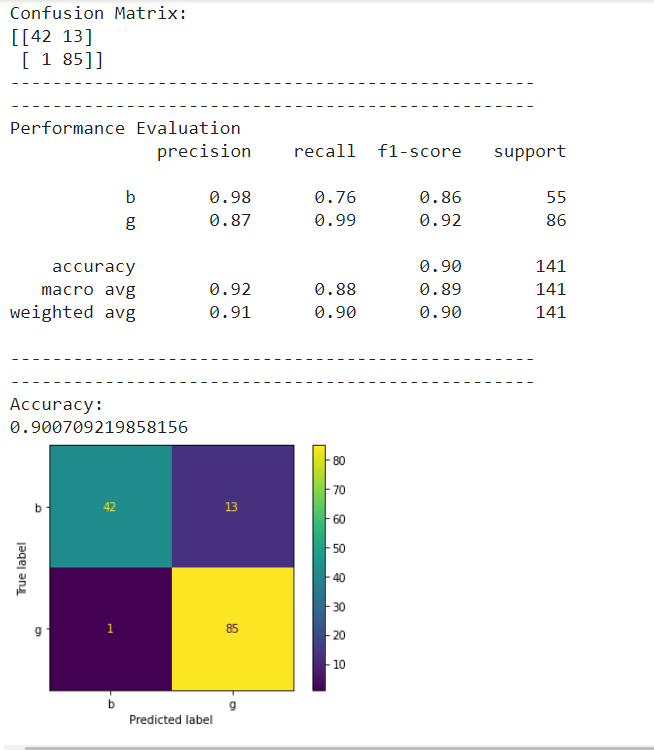 Confusion Matrix:
[[42 13]
 [ 1 85]]
--------------------------------------------------
--------------------------------------------------
Performance Evaluation
precision recall f1-score support
b 0.98 0.76 0.86 55
g 0.87 0.99 0.92 86
accuracy 0.90 141
macro avg 0.92 0.88 0.89 141
weighted avg 0.91 0.90 0.90 141
--------------------------------------------------
--------------------------------------------------
Accuracy:
0.900709219858156
80
70
60
50
40
30
20
10
True label
b 42 13
g 1 85
b g
Predicted label